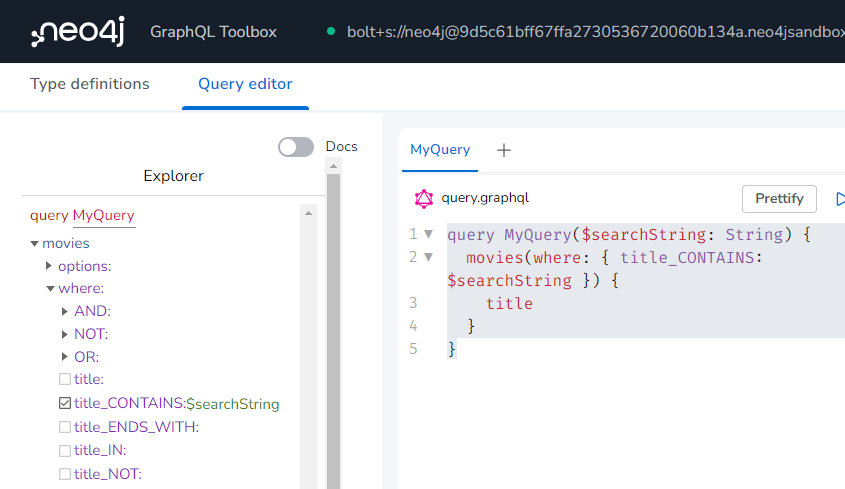 neo4j GraphQL Toolbox bolt+s://neo4j@9d5c61bff67ffa2730536720060b134a.neo4jsandbox
Type definitions Query editor
Docs
Explorer
query MyQuery
movies
options:
where:
AND:
NOT:
OR:
title:
title_CONTAINS:$searchString
title_ENDS_WITH:
title_IN:
title_NOT:
MyQuery +
query.graphql Prettify
1 query MyQuery($searchString: String) {
2 movies(where: { title_CONTAINS:
$searchString }) {
3 title
4 }
5 }